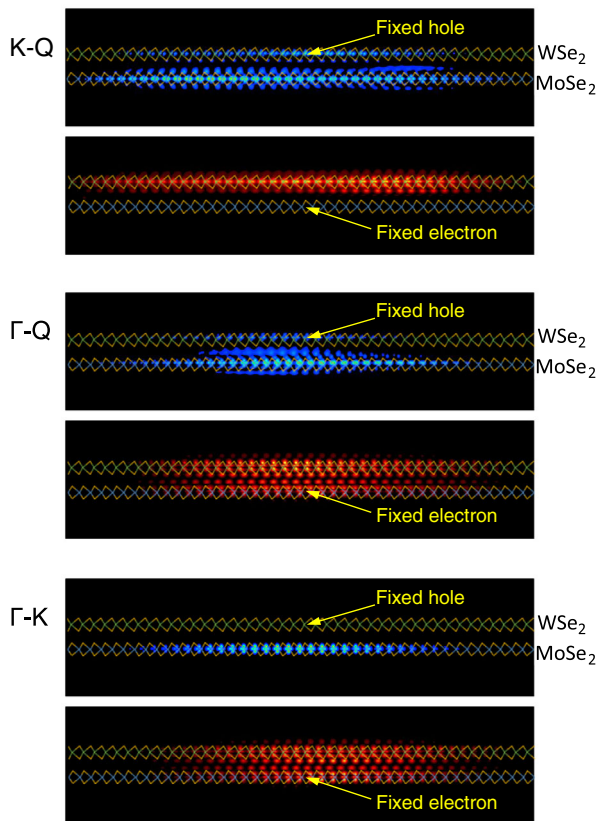 K-Q
Fixed hole
WSe₂
MoSe₂
Fixed electron
Γ-Q
Fixed hole
WSe₂
MoSe₂
Fixed electron
Γ-K
Fixed hole
WSe₂
MoSe₂
Fixed electron